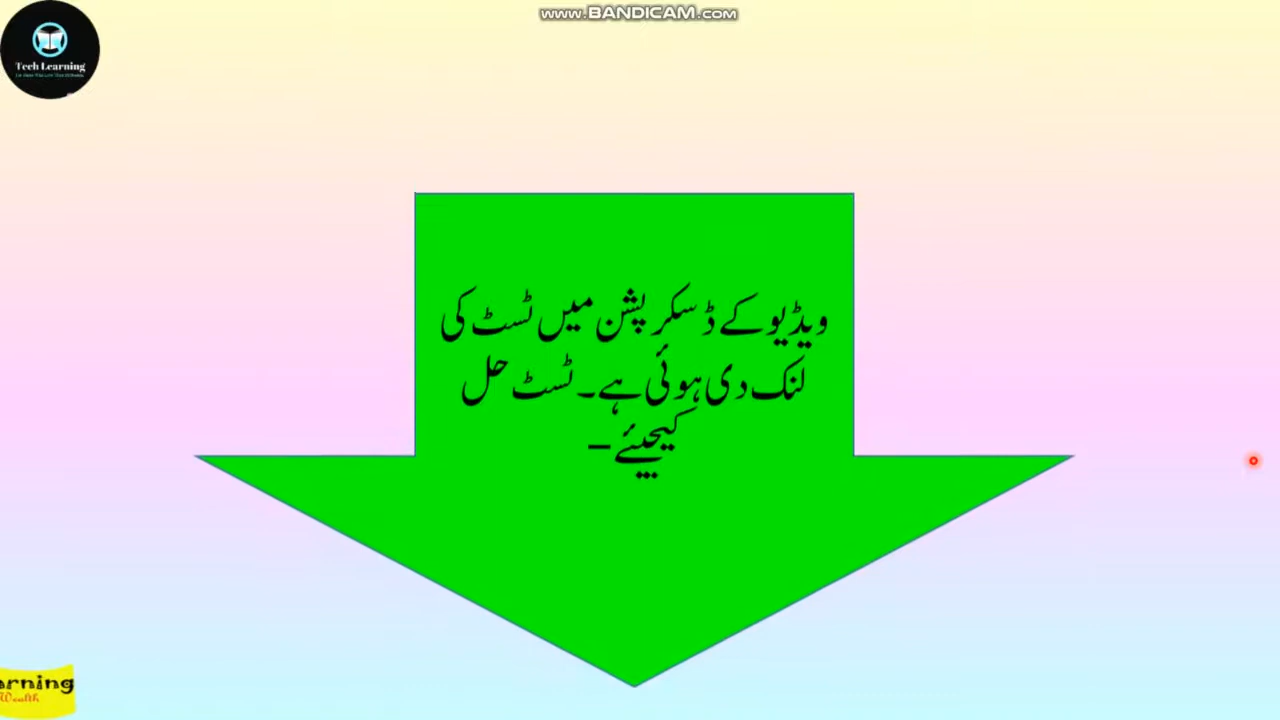 www.BANDICAM.com
Tech Learning
ویڈیو کے ڈسکرپشن میں ٹسٹ کی
لنک دی ہوئی ہے۔ ٹسٹ حل
کیجیئے –
arning
Wealth